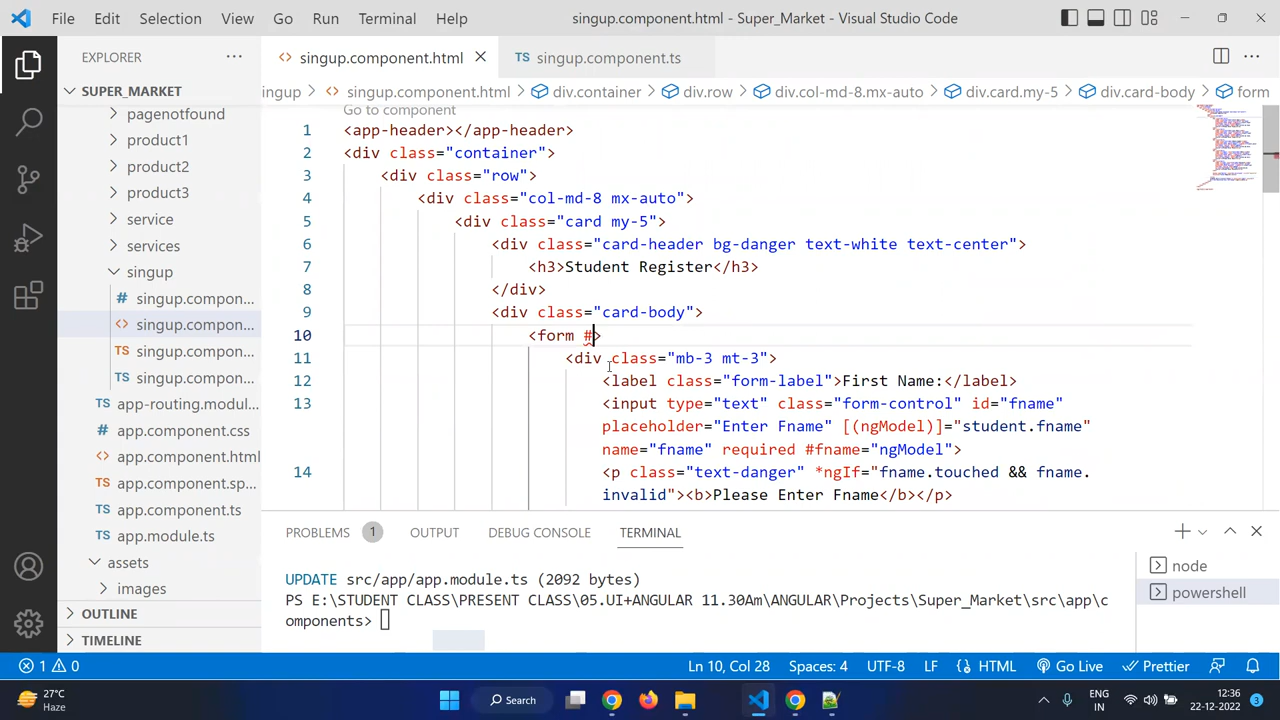 File Edit Selection View Go Run Terminal Help singup.component.html - Super_Market - Visual Studio Code
EXPLORER ···
<> singup.component.html TS singup.component.ts
SUPER_MARKET
ingup > <> singup.component.html > div.container > div.row > div.col-md-8.mx-auto > div.card.my-5 > div.card-body > form
pagenotfound
product1
product2
product3
service
services
singup
# singup.compon...
<> singup.compon...
TS singup.compon...
TS singup.compon...
TS app-routing.modul...
# app.component.css
<> app.component.html
TS app.component.sp...
TS app.component.ts
TS app.module.ts
assets
images
OUTLINE
TIMELINE
Go to component
1 <app-header></app-header>
2 <div class="container">
3 <div class="row">
4 <div class="col-md-8 mx-auto">
5 <div class="card my-5">
6 <div class="card-header bg-danger text-white text-center">
7 <h3>Student Register</h3>
8 </div>
9 <div class="card-body">
10 <form #>
11 <div class="mb-3 mt-3">
12 <label class="form-label">First Name:</label>
13 <input type="text" class="form-control" id="fname"
placeholder="Enter Fname" [(ngModel)]="student.fname"
name="fname" required #fname="ngModel">
14 <p class="text-danger" *ngIf="fname.touched && fname.
invalid"><b>Please Enter Fname</b></p>
PROBLEMS 1 OUTPUT DEBUG CONSOLE TERMINAL
UPDATE src/app/app.module.ts (2092 bytes)
PS E:\STUDENT CLASS\PRESENT CLASS\05.UI+ANGULAR 11.30Am\ANGULAR\Projects\Super_Market\src\app\c
omponents>
node
powershell
1 0 Ln 10, Col 28 Spaces: 4 UTF-8 LF HTML Go Live Prettier
27°C
Haze
Search
ENG
IN
12:36
22-12-2022
3